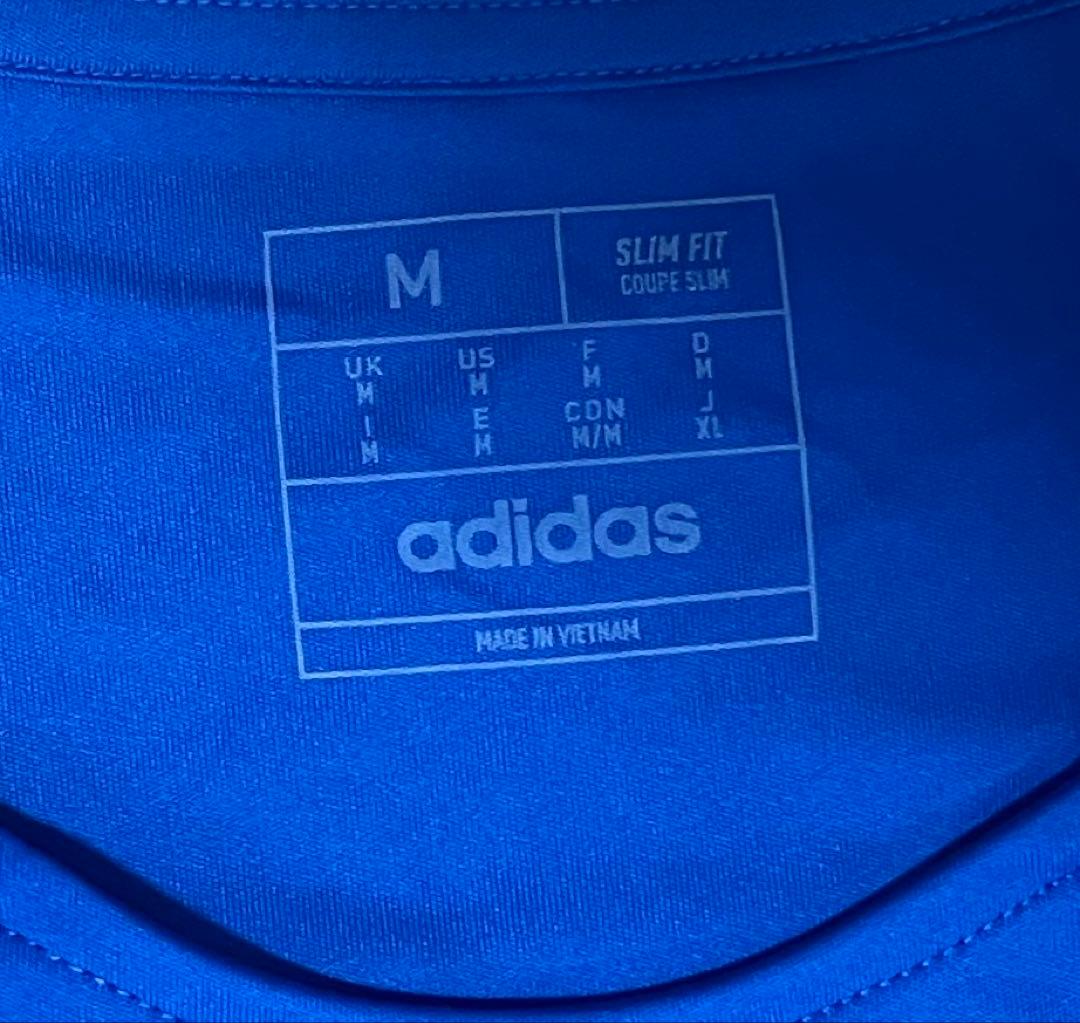 M
SLIM FIT
COUPE SLIM
UK US F D
M M M M
I E CDN J
M M M/M XL
adidas
MADE IN VIETNAM